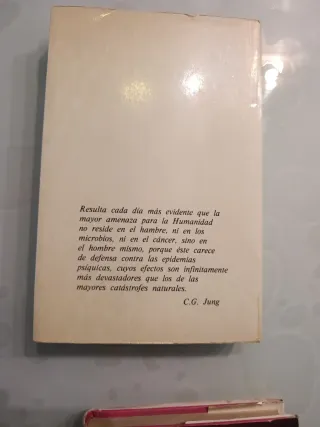 Resulta cada día más evidente que la
mayor amenaza para la Humanidad
no reside en el hambre, ni en los
microbios, ni en el cáncer, sino en
el hombre mismo, porque éste carece
de defensa contra las epidemias
psíquicas, cuyos efectos son infinitamente
más devastadores que los de las
mayores catástrofes naturales.
C.G. Jung